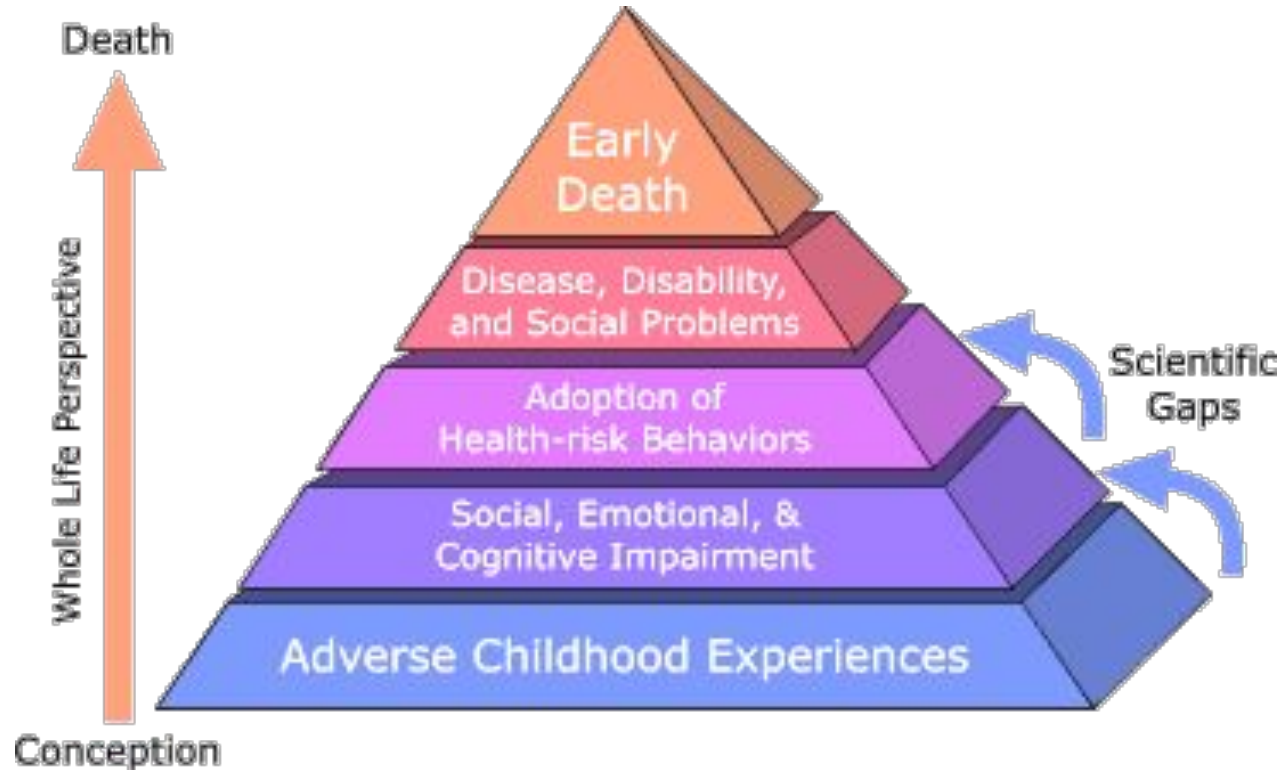 Death
Whole Life Perspective
Conception
Early
Death
Disease, Disability,
and Social Problems
Adoption of
Health-risk Behaviors
Social, Emotional, &
Cognitive Impairment
Adverse Childhood Experiences
Scientific
Gaps